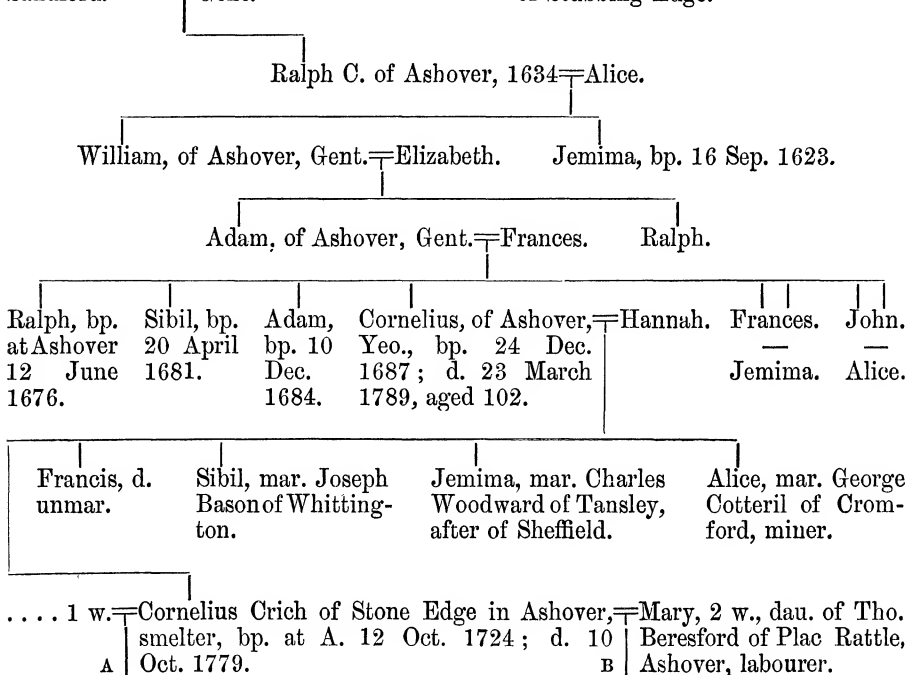 Ralph C. of Ashover, 1634=Alice.
William, of Ashover, Gent.=Elizabeth. Jemima, bp. 16 Sep. 1623.
Adam, of Ashover, Gent.=Frances. Ralph.
Ralph, bp.
at Ashover
12 June
1676.
Sibil, bp.
20 April
1681.
Adam,
bp. 10
Dec.
1684.
Cornelius, of Ashover,=Hannah.
Yeo., bp. 24 Dec.
1687; d. 23 March
1789, aged 102.
Frances.
—
Jemima.
John.
—
Alice.
Francis, d.
unmar.
Sibil, mar. Joseph
Bason of Whitting-
ton.
Jemima, mar. Charles
Woodward of Tansley,
after of Sheffield.
Alice, mar. George
Cotteril of Crom-
ford, miner.
.... 1 w.=Cornelius Crich of Stone Edge in Ashover,=Mary, 2 w., dau. of Tho.
smelter, bp. at A. 12 Oct. 1724; d. 10 Beresford of Plac Rattle,
A Oct. 1779. B Ashover, labourer.